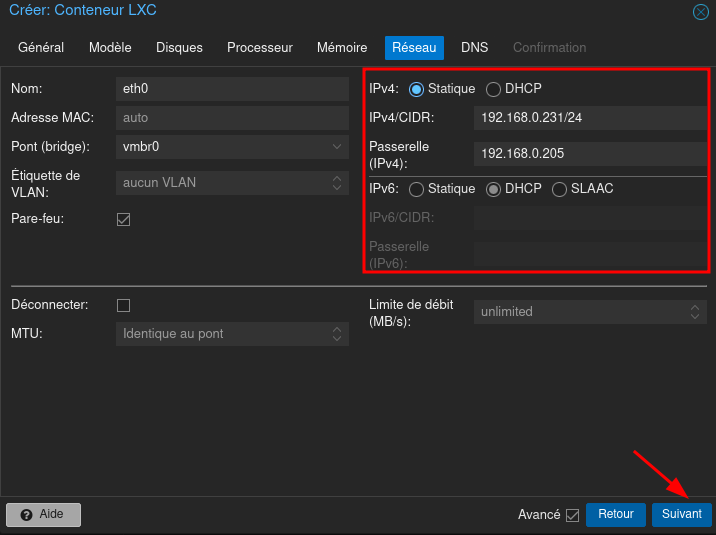 Créer: Conteneur LXC
Général Modèle Disques Processeur Mémoire Réseau DNS Confirmation
Nom: eth0
Adresse MAC: auto
Pont (bridge): vmbr0
Étiquette de
VLAN: aucun VLAN
Pare-feu:
IPv4: Statique DHCP
IPv4/CIDR: 192.168.0.231/24
Passerelle
(IPv4): 192.168.0.205
IPv6: Statique DHCP SLAAC
IPv6/CIDR:
Passerelle
(IPv6):
Déconnecter:
MTU: Identique au pont
Limite de débit
(MB/s): unlimited
Aide Avancé Retour Suivant